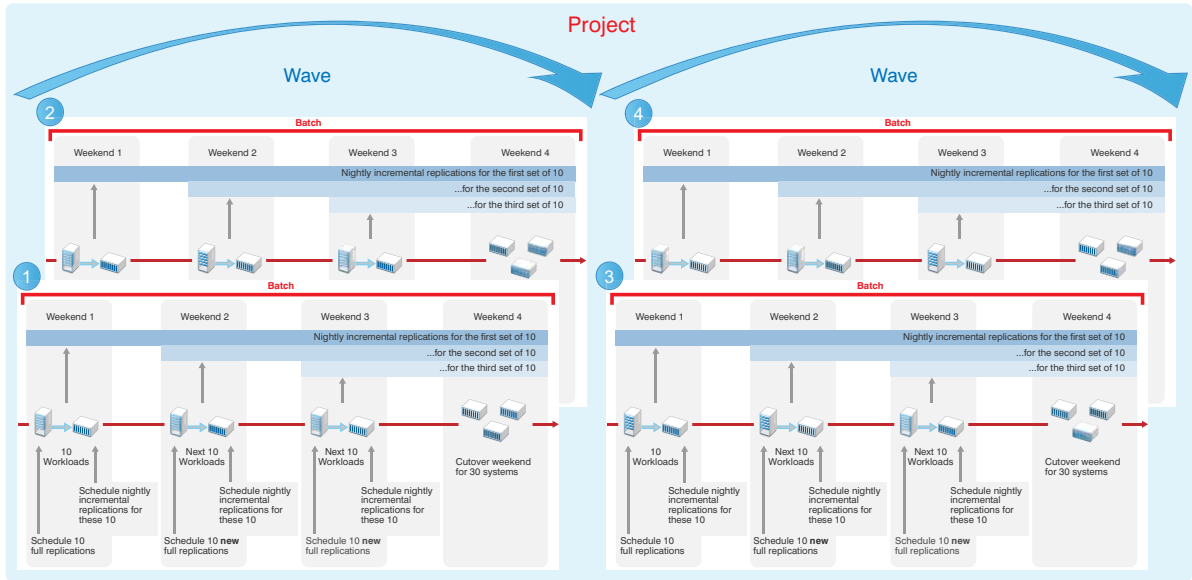 Project
Wave
Wave
2
Batch
Weekend 1
Weekend 2
Weekend 3
Weekend 4
Nightly incremental replications for the first set of 10
...for the second set of 10
...for the third set of 10
1
Batch
Weekend 1
Weekend 2
Weekend 3
Weekend 4
Nightly incremental replications for the first set of 10
...for the second set of 10
...for the third set of 10
10
Workloads
Next 10
Workloads
Next 10
Workloads
Cutover weekend
for 30 systems
Schedule nightly
incremental
replications for
these 10
Schedule nightly
incremental
replications for
these 10
Schedule nightly
incremental
replications for
these 10
Schedule 10
full replications
Schedule 10 new
full replications
Schedule 10 new
full replications
4
Batch
Weekend 1
Weekend 2
Weekend 3
Weekend 4
Nightly incremental replications for the first set of 10
...for the second set of 10
...for the third set of 10
3
Batch
Weekend 1
Weekend 2
Weekend 3
Weekend 4
Nightly incremental replications for the first set of 10
...for the second set of 10
...for the third set of 10
10
Workloads
Next 10
Workloads
Next 10
Workloads
Cutover weekend
for 30 systems
Schedule nightly
incremental
replications for
these 10
Schedule nightly
incremental
replications for
these 10
Schedule nightly
incremental
replications for
these 10
Schedule 10
full replications
Schedule 10 new
full replications
Schedule 10 new
full replications